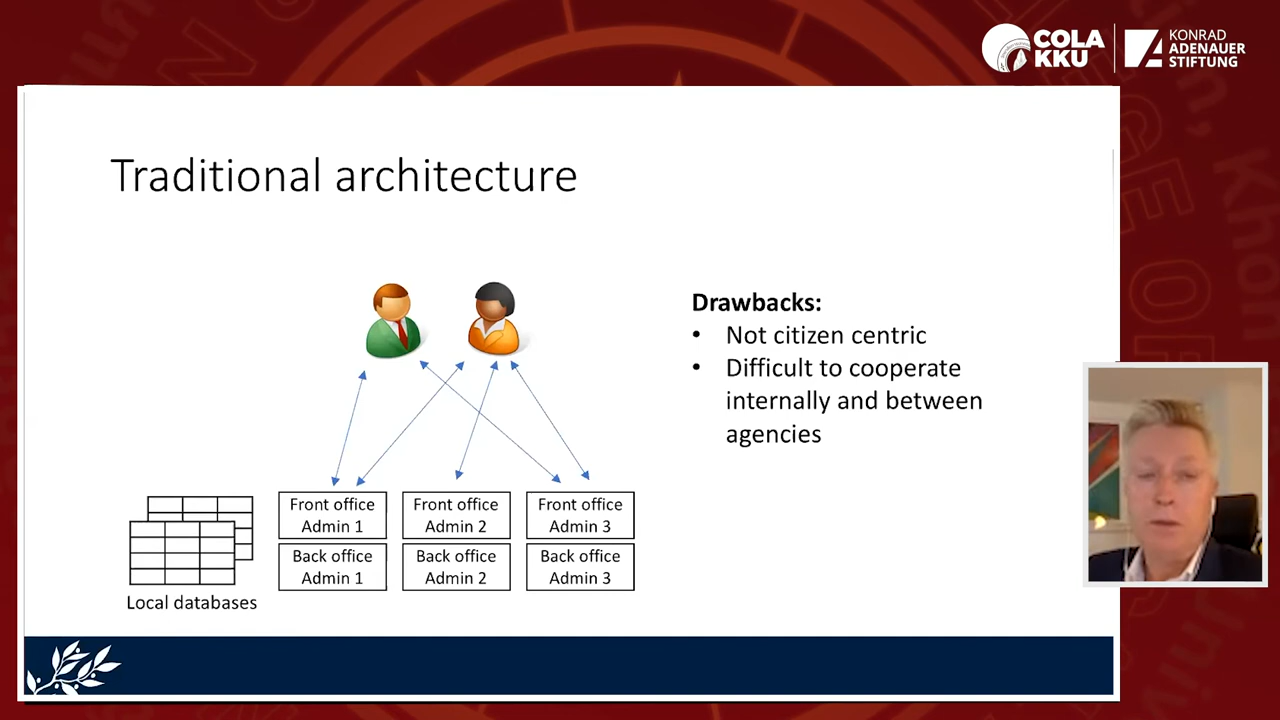 COLA
KKU
KONRAD
ADENAUER
STIFTUNG
Traditional architecture
Drawbacks:
• Not citizen centric
• Difficult to cooperate
internally and between
agencies
Front office
Admin 1
Front office
Admin 2
Front office
Admin 3
Back office
Admin 1
Back office
Admin 2
Back office
Admin 3
Local databases